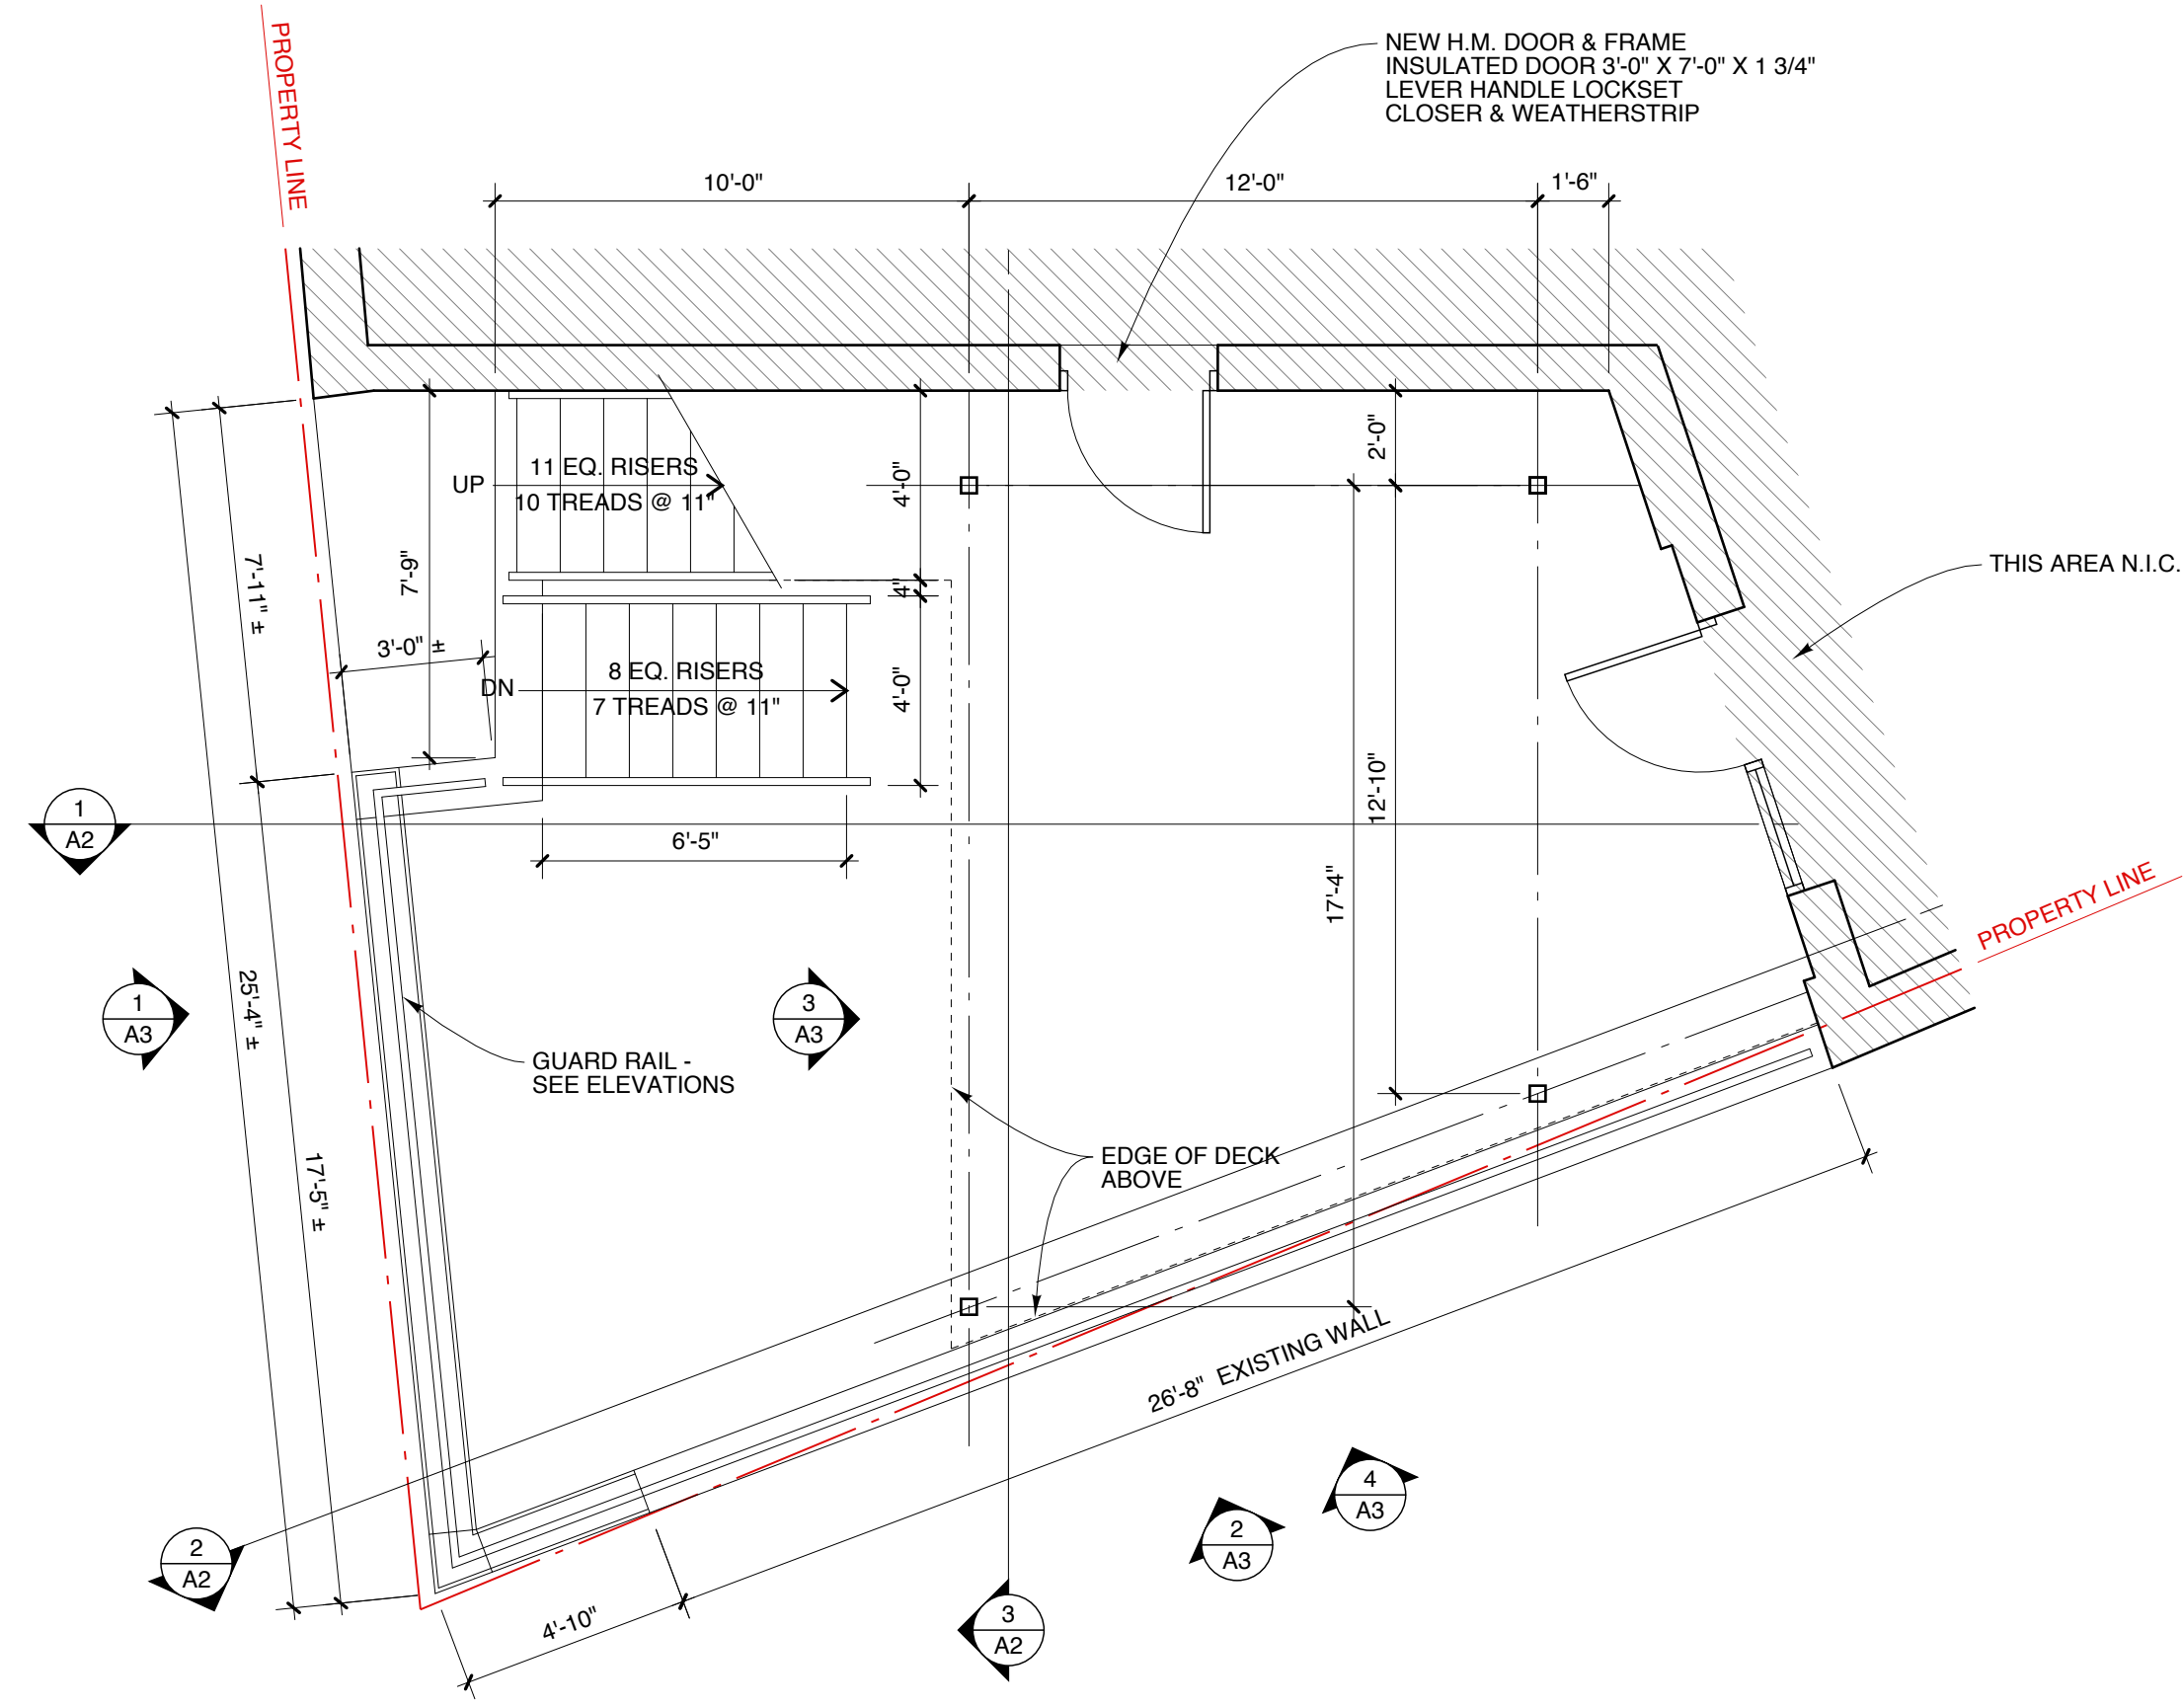 PROPERTY LINE
NEW H.M. DOOR & FRAME
INSULATED DOOR 3'-0" X 7'-0" X 1 3/4"
LEVER HANDLE LOCKSET
CLOSER & WEATHERSTRIP
10'-0"
12'-0"
1'-6"
2'-0"
UP
11 EQ. RISERS
10 TREADS @ 11"
4'-0"
7'-9"
7'-11" ±
4"
THIS AREA N.I.C.
3'-0" ±
DN
8 EQ. RISERS
7 TREADS @ 11"
4'-0"
12'-10"
1
A2
6'-5"
17'-4"
PROPERTY LINE
25'-4" ±
1
A3
3
A3
GUARD RAIL -
SEE ELEVATIONS
17'-5" ±
EDGE OF DECK
ABOVE
26'-8" EXISTING WALL
4
A3
2
A3
2
A2
4'-10"
3
A2